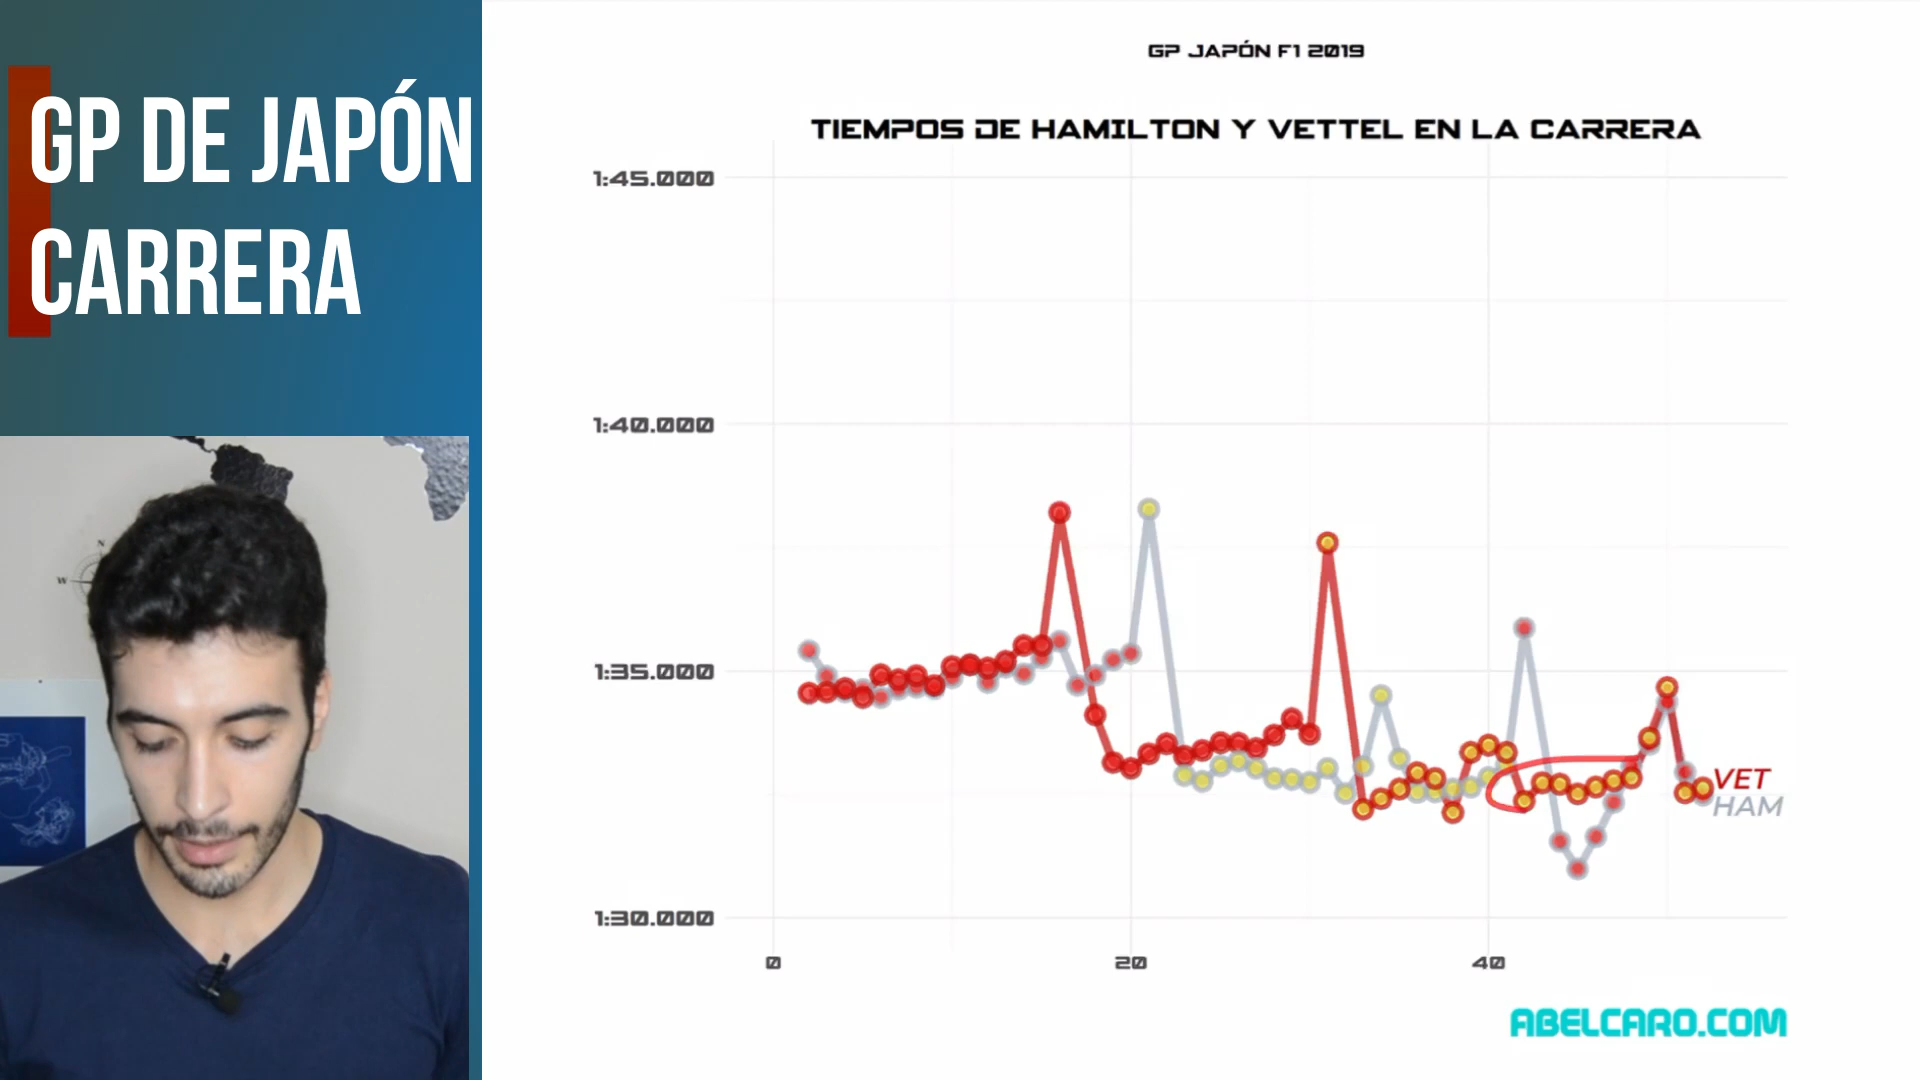 GP DE JAPÓN
CARRERA
N
W
GP JAPÓN F1 2019
TIEMPOS DE HAMILTON Y VETTEL EN LA CARRERA
1:45.000
1:40.000
1:35.000
1:30.000
0
20
40
VET
HAM
ABELCARO.COM